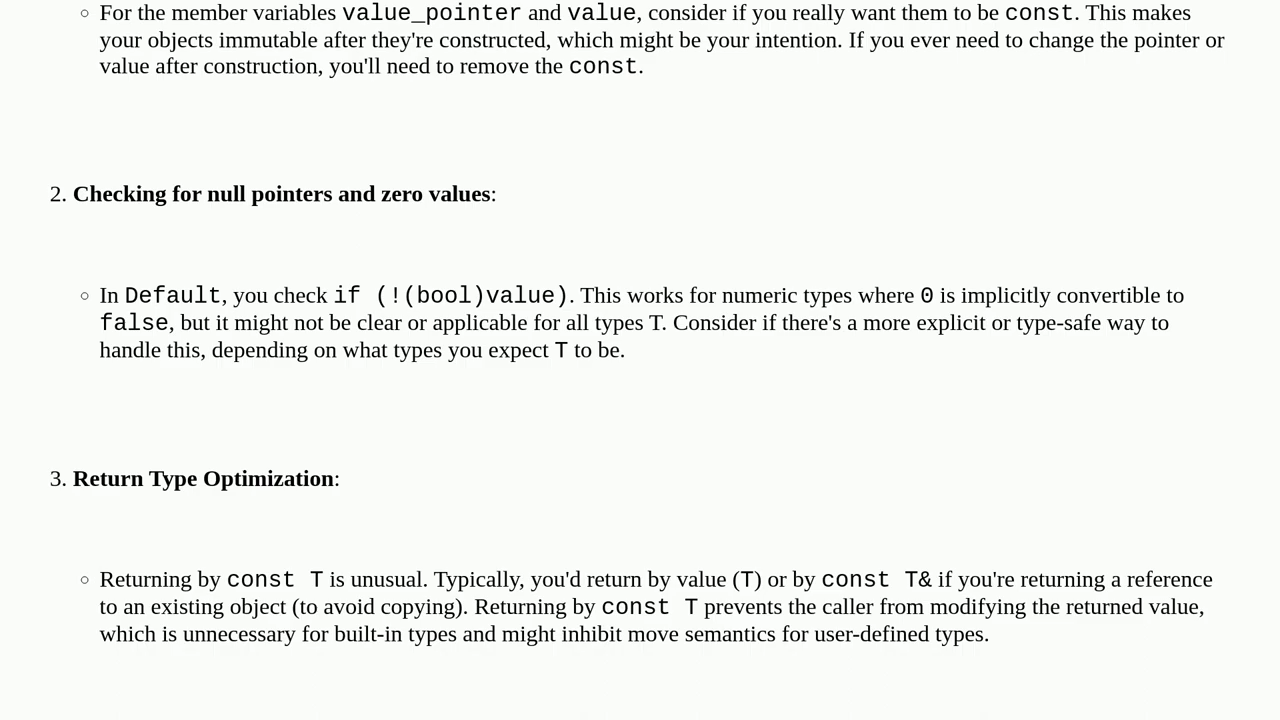 ◦ For the member variables value_pointer and value, consider if you really want them to be const. This makes
your objects immutable after they're constructed, which might be your intention. If you ever need to change the pointer or
value after construction, you'll need to remove the const.
2. Checking for null pointers and zero values:
◦ In Default, you check if (!(bool)value). This works for numeric types where 0 is implicitly convertible to
false, but it might not be clear or applicable for all types T. Consider if there's a more explicit or type-safe way to
handle this, depending on what types you expect T to be.
3. Return Type Optimization:
◦ Returning by const T is unusual. Typically, you'd return by value (T) or by const T& if you're returning a reference
to an existing object (to avoid copying). Returning by const T prevents the caller from modifying the returned value,
which is unnecessary for built-in types and might inhibit move semantics for user-defined types.